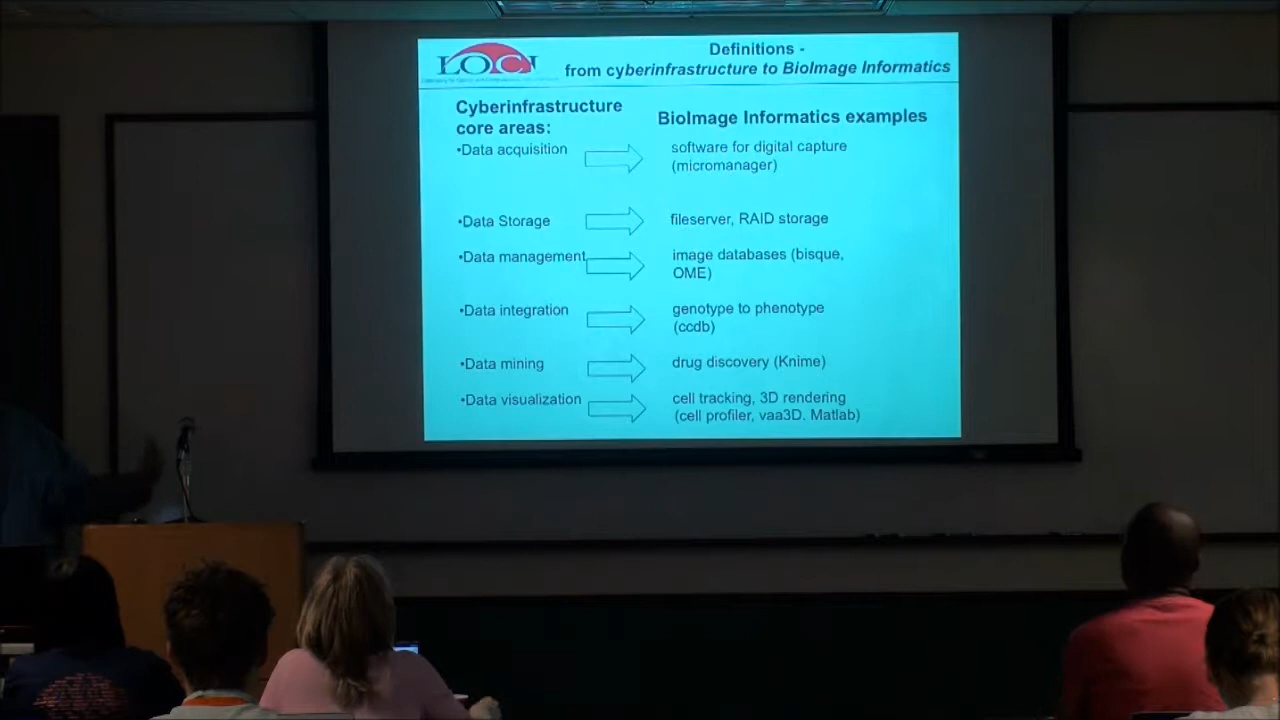 LOCI
Definitions -
from cyberinfrastructure to BioImage Informatics
Cyberinfrastructure
core areas:
BioImage Informatics examples
•Data acquisition
software for digital capture
(micromanager)
•Data Storage
fileserver, RAID storage
•Data management
image databases (bisque,
OME)
•Data integration
genotype to phenotype
(ccdb)
•Data mining
drug discovery (Knime)
•Data visualization
cell tracking, 3D rendering
(cell profiler, vaa3D. Matlab)